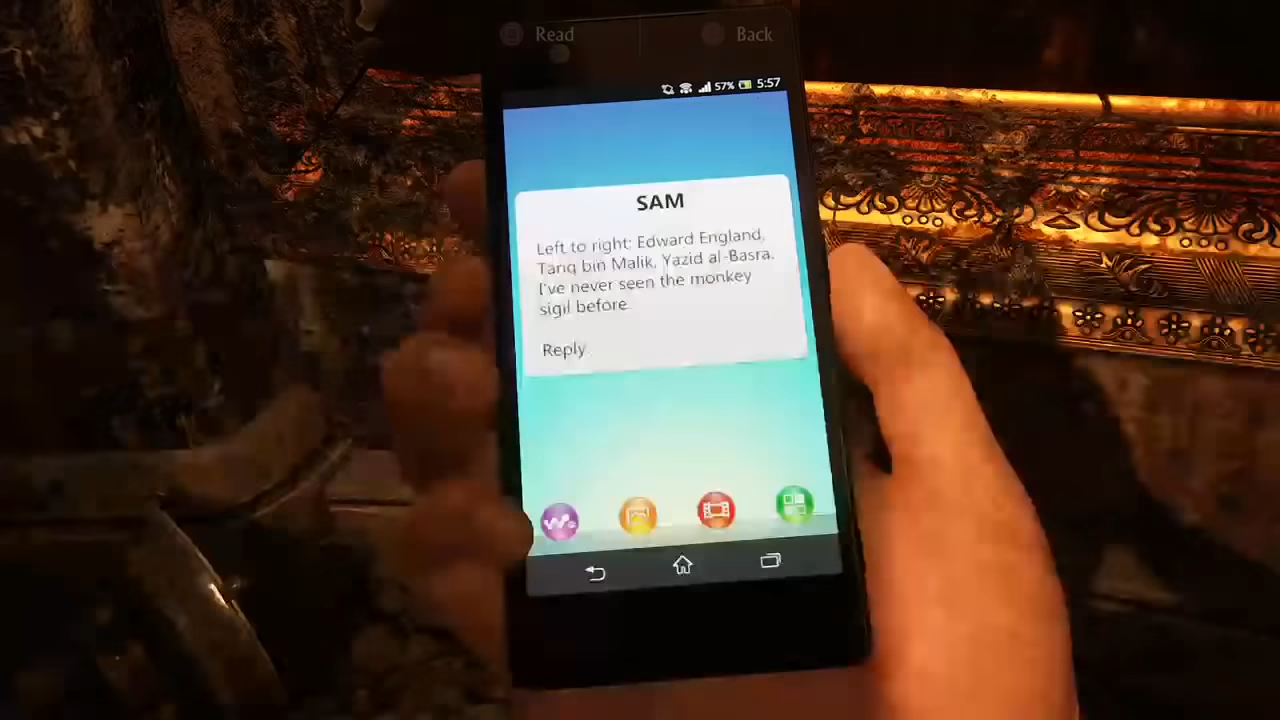 Read
Back
57% 5:57
SAM
Left to right: Edward England,
Tariq bin Malik, Yazid al-Basra.
I've never seen the monkey
sigil before.
Reply